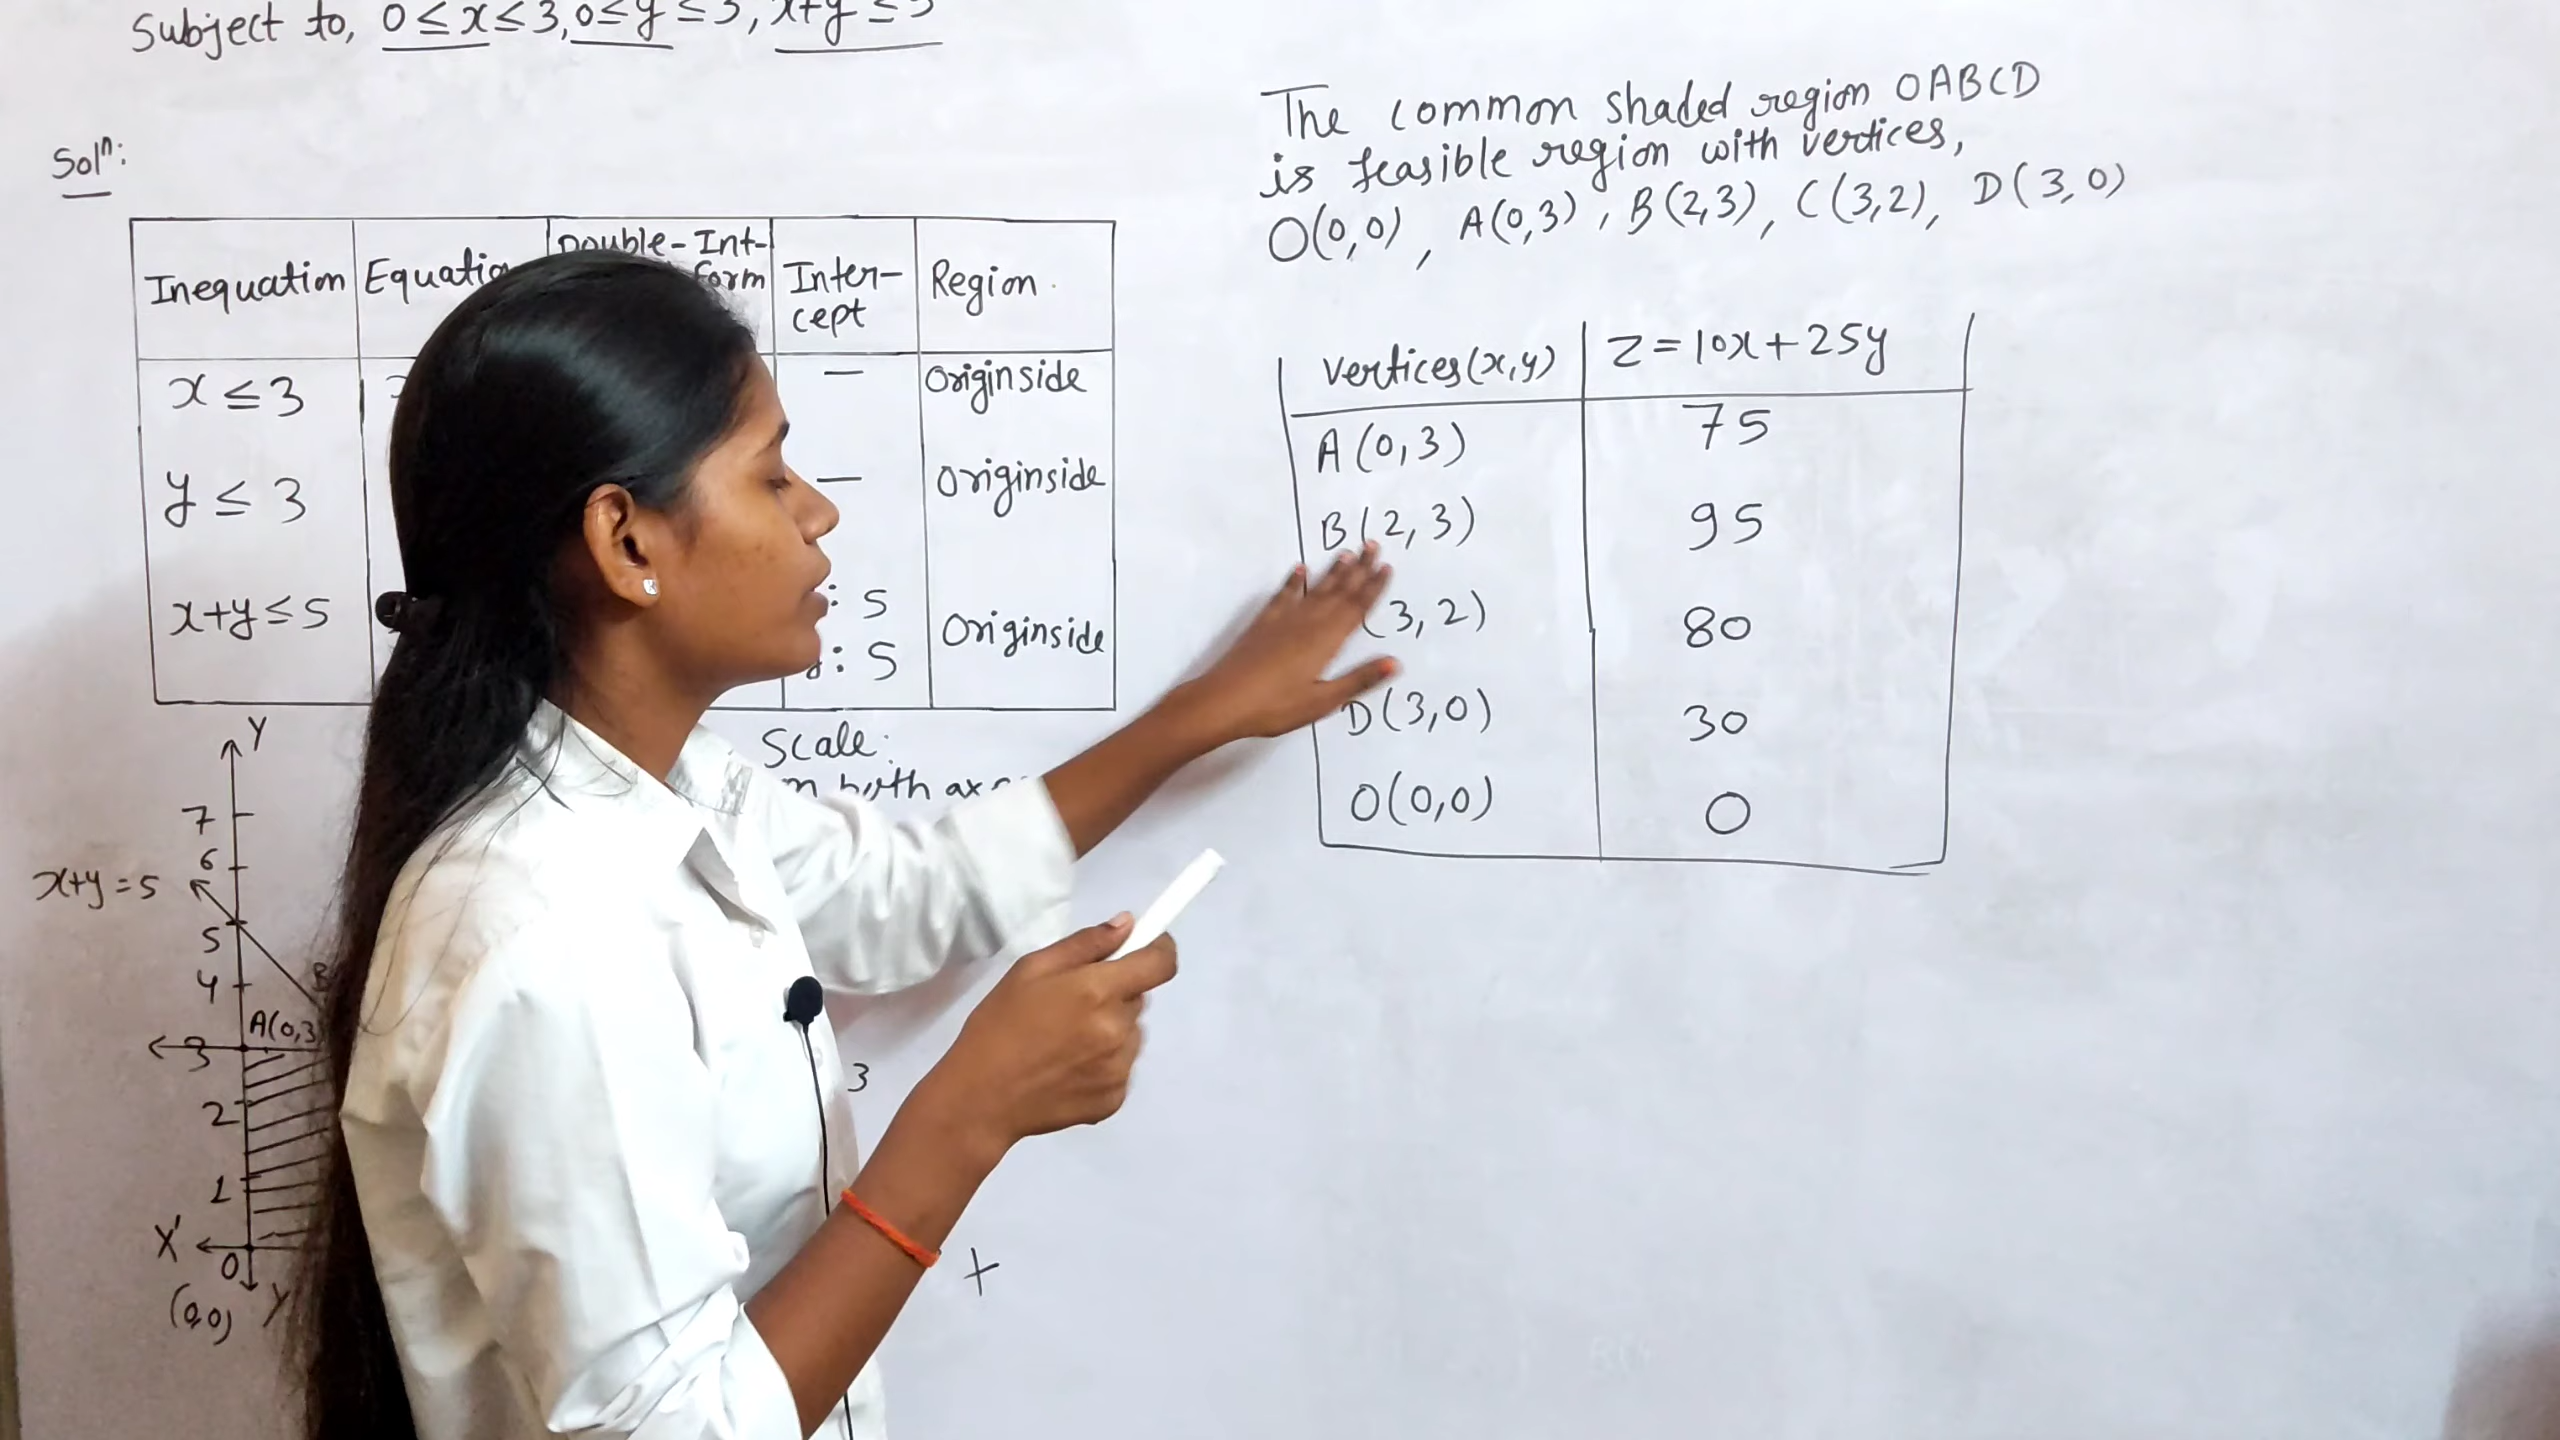 Subject to, 0 ≤ x ≤ 3, 0 ≤ y ≤ 3, x+y ≤ 5
Solⁿ:
Inequation
Equatio
Double-Int-
form
Inter-
cept
Region
x ≤ 3
—
Originside
y ≤ 3
—
Originside
x+y ≤ 5
: 5
y: 5
Originside
Scale:
n both ax
Y
7
6
x+y = 5
5
4
B
A(0,3
3
3
2
1
X'
0
(0,0)
Y
X
The common shaded region OABCD
is feasible region with vertices,
O(0,0), A(0,3), B(2,3), C(3,2), D(3,0)
vertices(x,y)
Z = 10x + 25y
A(0,3)
75
B(2,3)
95
(3,2)
80
D(3,0)
30
O(0,0)
0